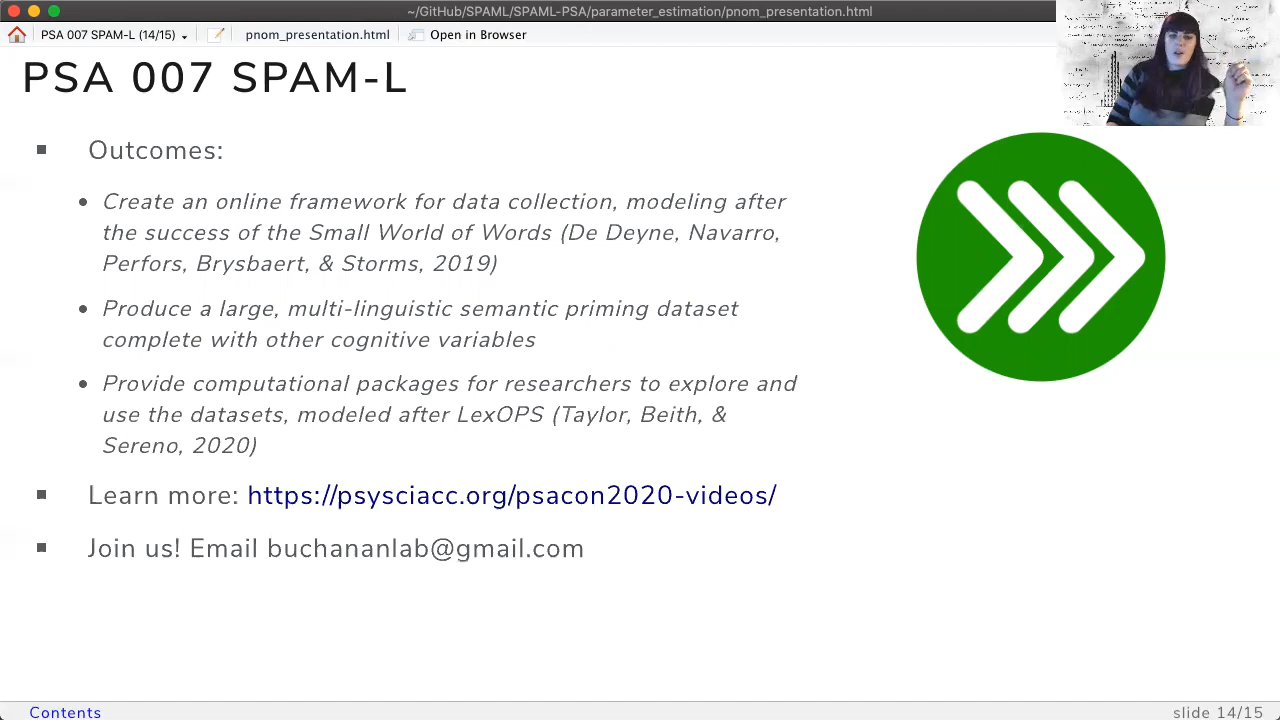 ~/GitHub/SPAML/SPAML-PSA/parameter_estimation/pnom_presentation.html
PSA 007 SPAM-L (14/15)
pnom_presentation.html
Open in Browser
PSA 007 SPAM-L
Outcomes:
Create an online framework for data collection, modeling after
the success of the Small World of Words (De Deyne, Navarro,
Perfors, Brysbaert, & Storms, 2019)
Produce a large, multi-linguistic semantic priming dataset
complete with other cognitive variables
Provide computational packages for researchers to explore and
use the datasets, modeled after LexOPS (Taylor, Beith, &
Sereno, 2020)
Learn more: https://psysciacc.org/psacon2020-videos/
Join us! Email buchananlab@gmail.com
Contents
slide 14/15